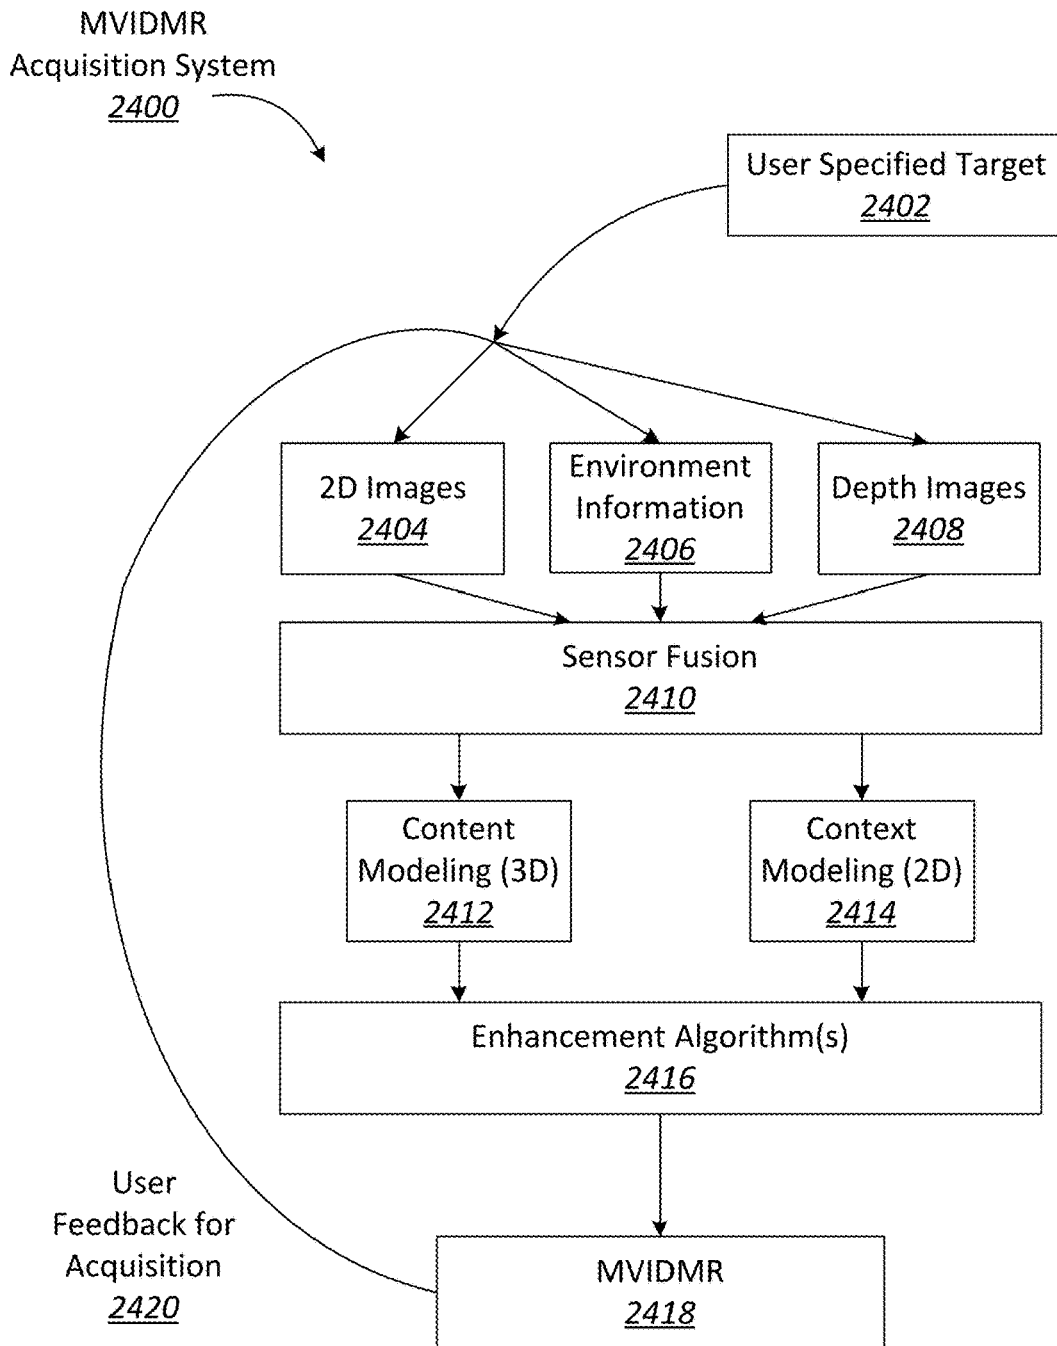 MVIDMR
Acquisition System
2400
User Specified Target
2402
2D Images
2404
Environment
Information
2406
Depth Images
2408
Sensor Fusion
2410
Content
Modeling (3D)
2412
Context
Modeling (2D)
2414
Enhancement Algorithm(s)
2416
User
Feedback for
Acquisition
2420
MVIDMR
2418